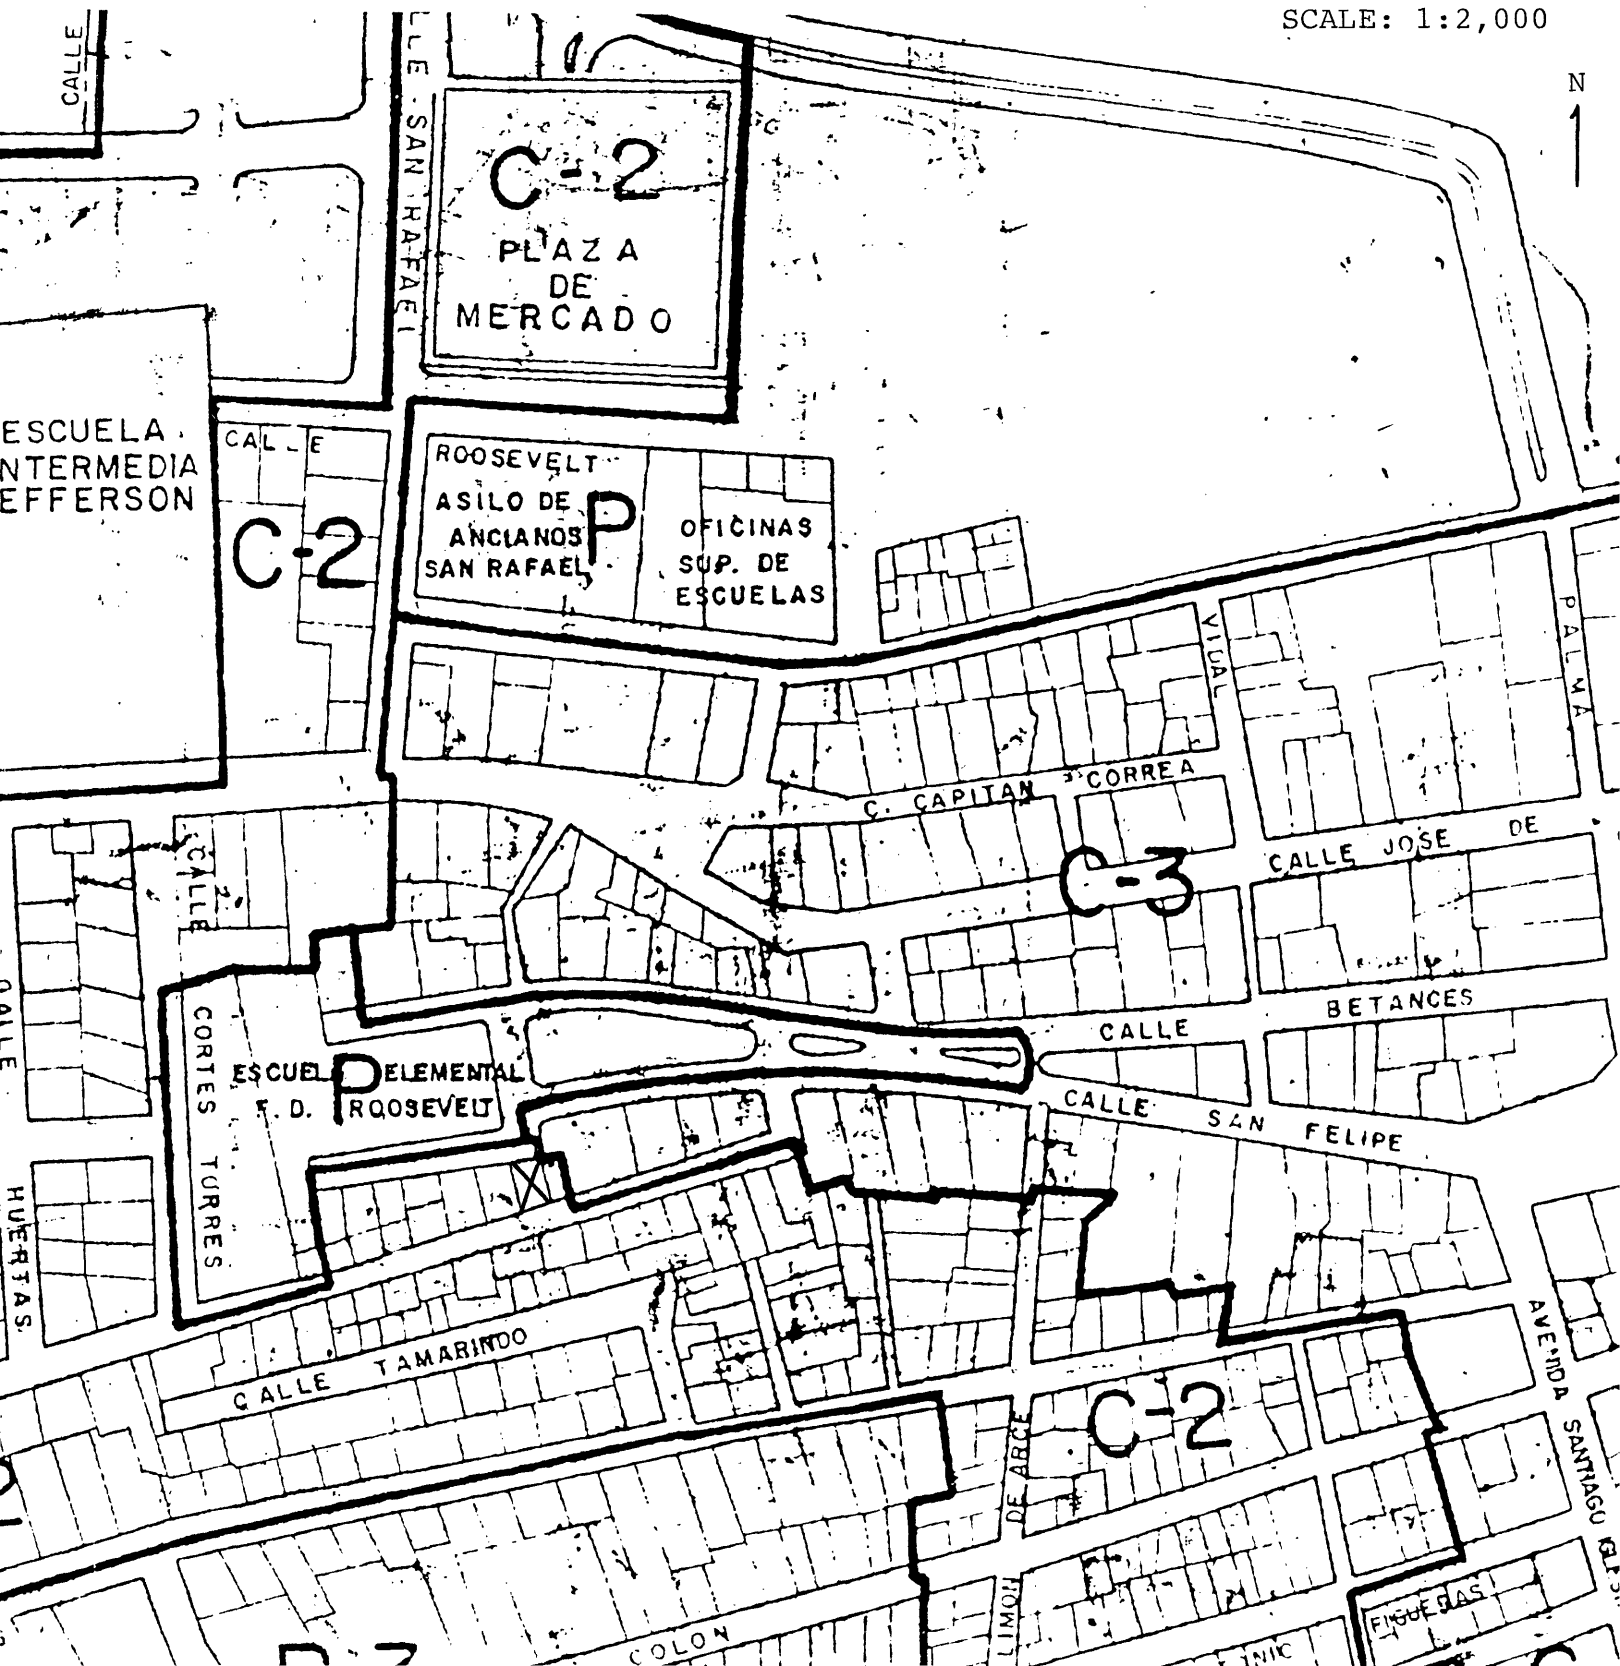 SCALE: 1:2,000
N
CALLE
LLE SAN RAFAEL
C-2
PLAZA
DE
MERCADO
ESCUELA
NTERMEDIA
EFFERSON
CALLE
C-2
ROOSEVELT
ASILO DE
ANCIANOS
SAN RAFAEL
P
OFICINAS
SUP. DE
ESCUELAS
VIDAL
PALMA
C. CAPITAN CORREA
C-3
CALLE JOSE DE
CALLE
CORTES TORRES
CALLE
HUERTAS
ESCUELA ELEMENTAL
F. D. ROOSEVELT
P
CALLE BETANCES
CALLE SAN FELIPE
CALLE TAMARINDO
C-2
AVENIDA SANTIAGO
LIMON DE ARCE
COLON
FIGUERAS